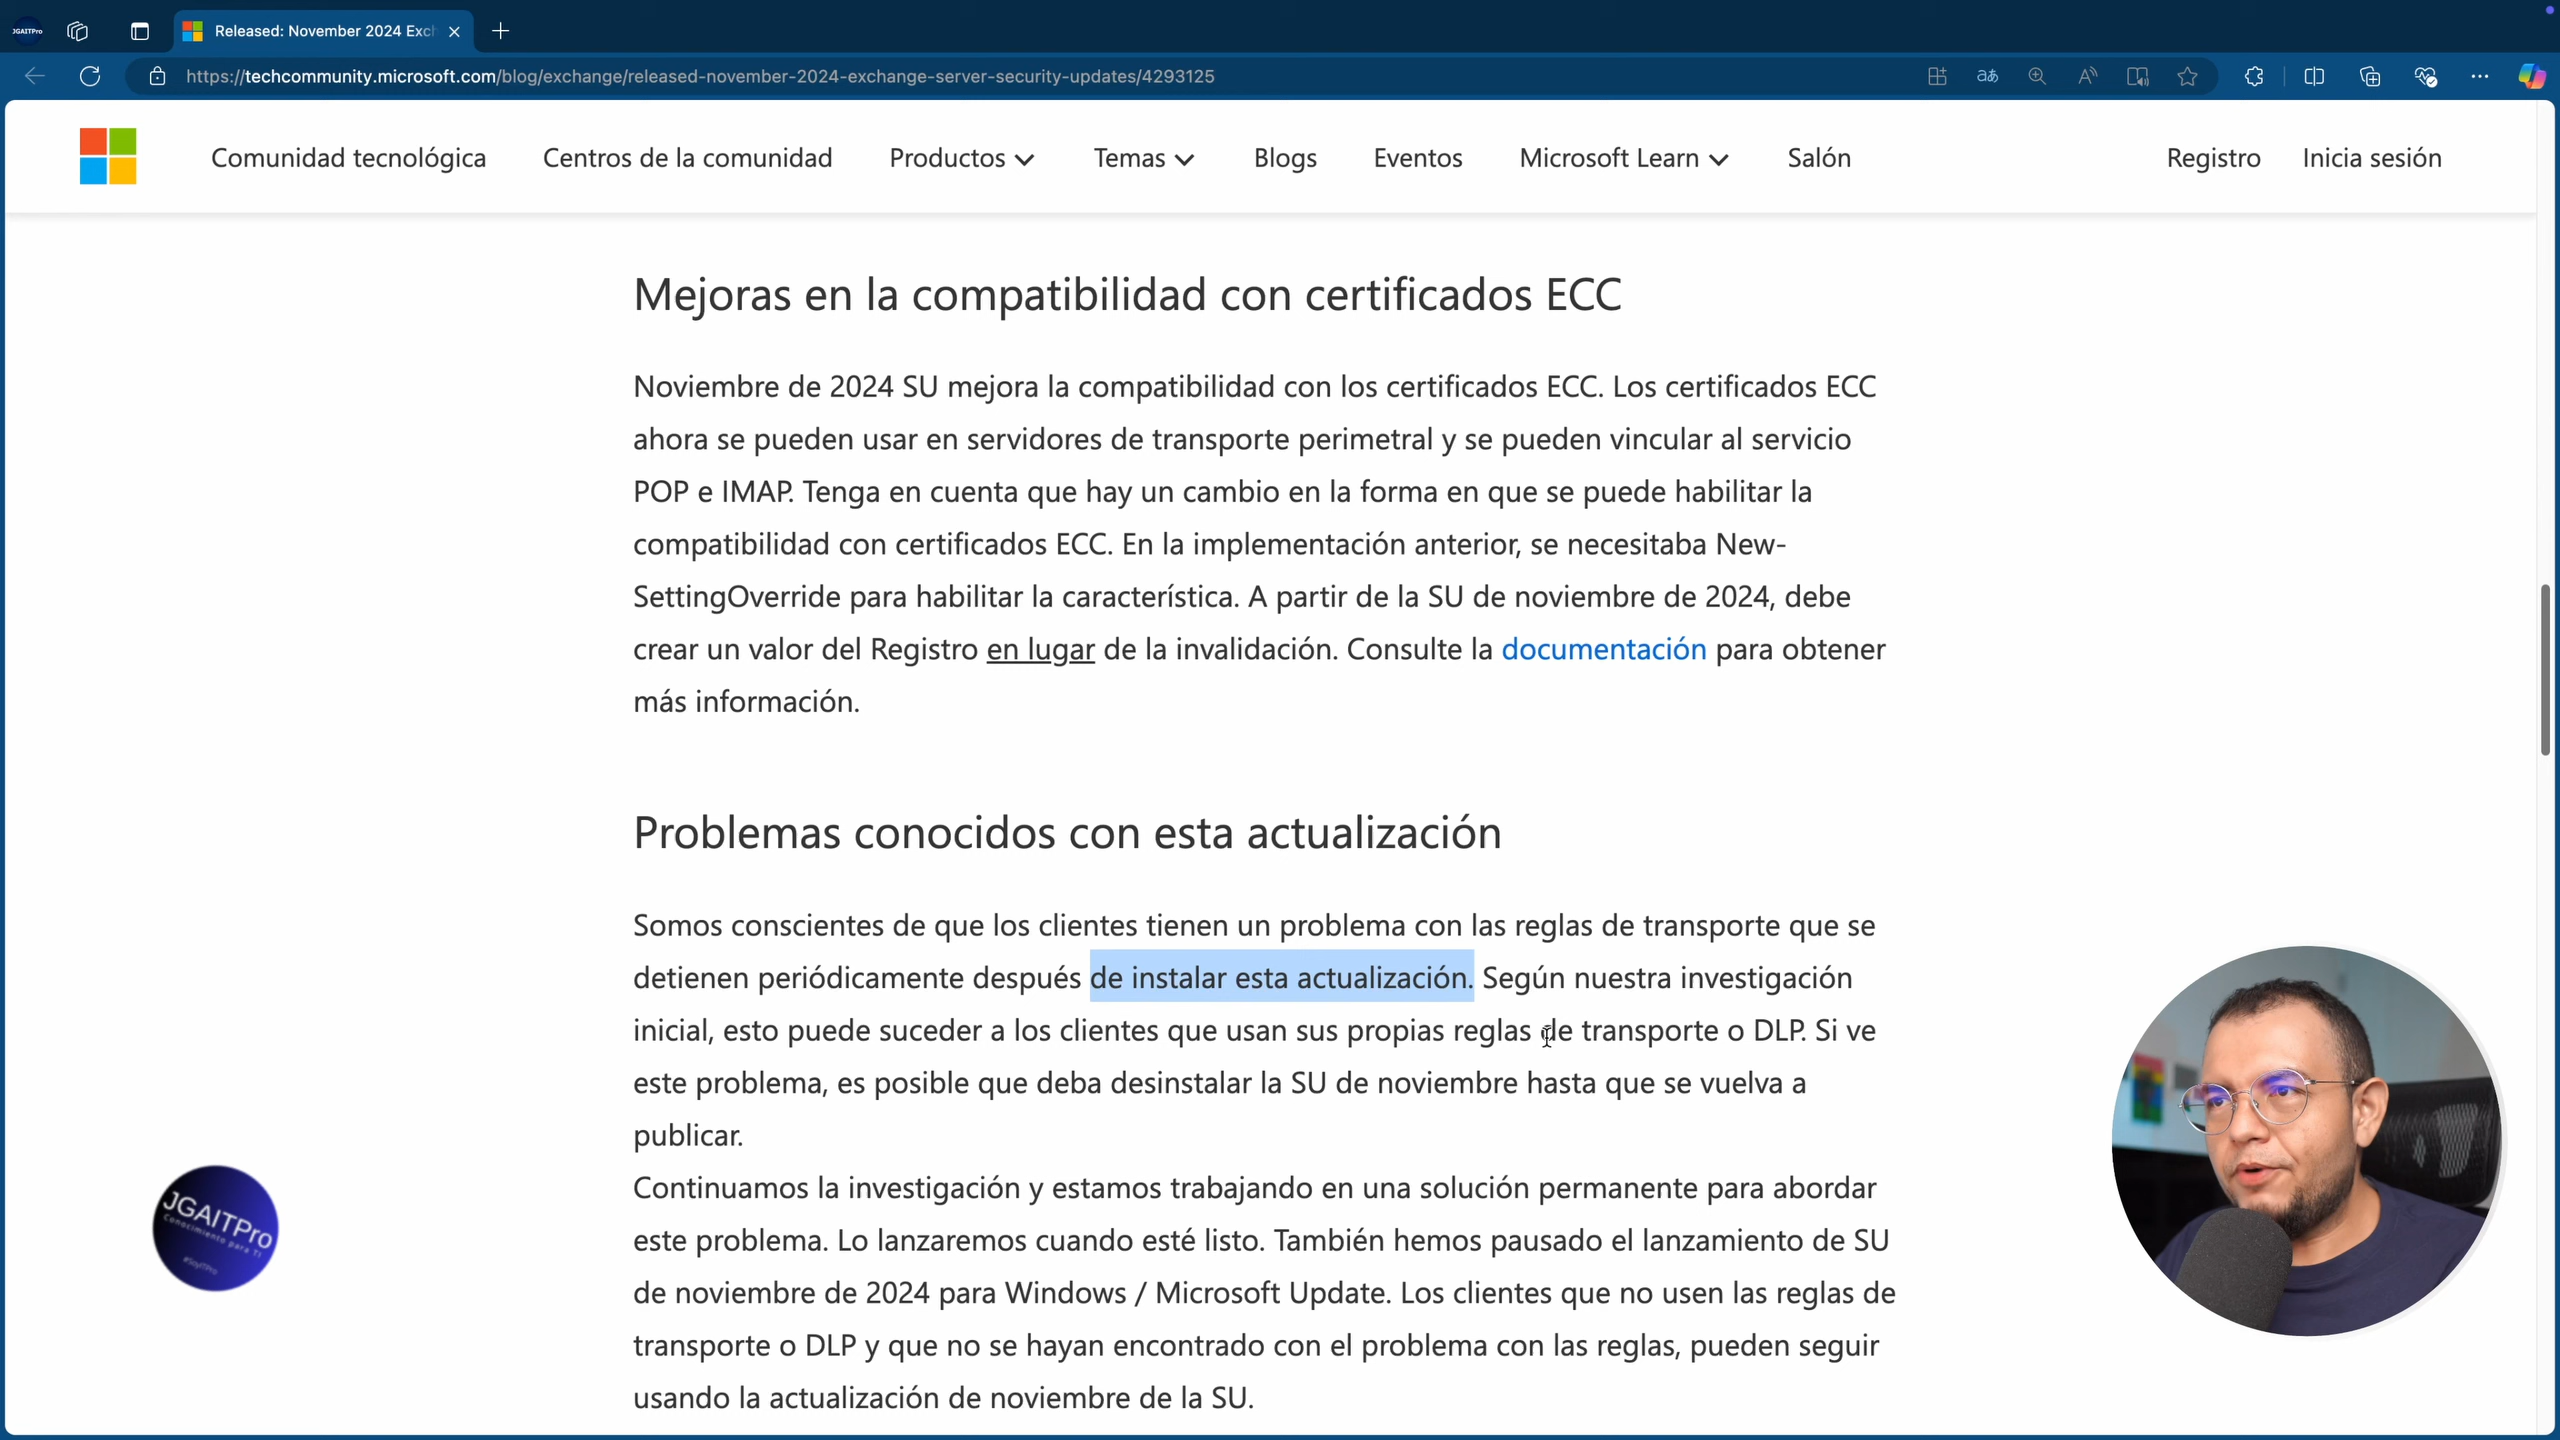 JGAITPro
Released: November 2024 Exch
https://techcommunity.microsoft.com/blog/exchange/released-november-2024-exchange-server-security-updates/4293125
Comunidad tecnológica Centros de la comunidad Productos Temas Blogs Eventos Microsoft Learn Salón Registro Inicia sesión
Mejoras en la compatibilidad con certificados ECC
Noviembre de 2024 SU mejora la compatibilidad con los certificados ECC. Los certificados ECC
ahora se pueden usar en servidores de transporte perimetral y se pueden vincular al servicio
POP e IMAP. Tenga en cuenta que hay un cambio en la forma en que se puede habilitar la
compatibilidad con certificados ECC. En la implementación anterior, se necesitaba New-
SettingOverride para habilitar la característica. A partir de la SU de noviembre de 2024, debe
crear un valor del Registro en lugar de la invalidación. Consulte la documentación para obtener
más información.
Problemas conocidos con esta actualización
Somos conscientes de que los clientes tienen un problema con las reglas de transporte que se
detienen periódicamente después de instalar esta actualización. Según nuestra investigación
inicial, esto puede suceder a los clientes que usan sus propias reglas de transporte o DLP. Si ve
este problema, es posible que deba desinstalar la SU de noviembre hasta que se vuelva a
publicar.
Continuamos la investigación y estamos trabajando en una solución permanente para abordar
este problema. Lo lanzaremos cuando esté listo. También hemos pausado el lanzamiento de SU
de noviembre de 2024 para Windows / Microsoft Update. Los clientes que no usen las reglas de
transporte o DLP y que no se hayan encontrado con el problema con las reglas, pueden seguir
usando la actualización de noviembre de la SU.
JGAITPro
Conocimiento para TI
#SoyITPro